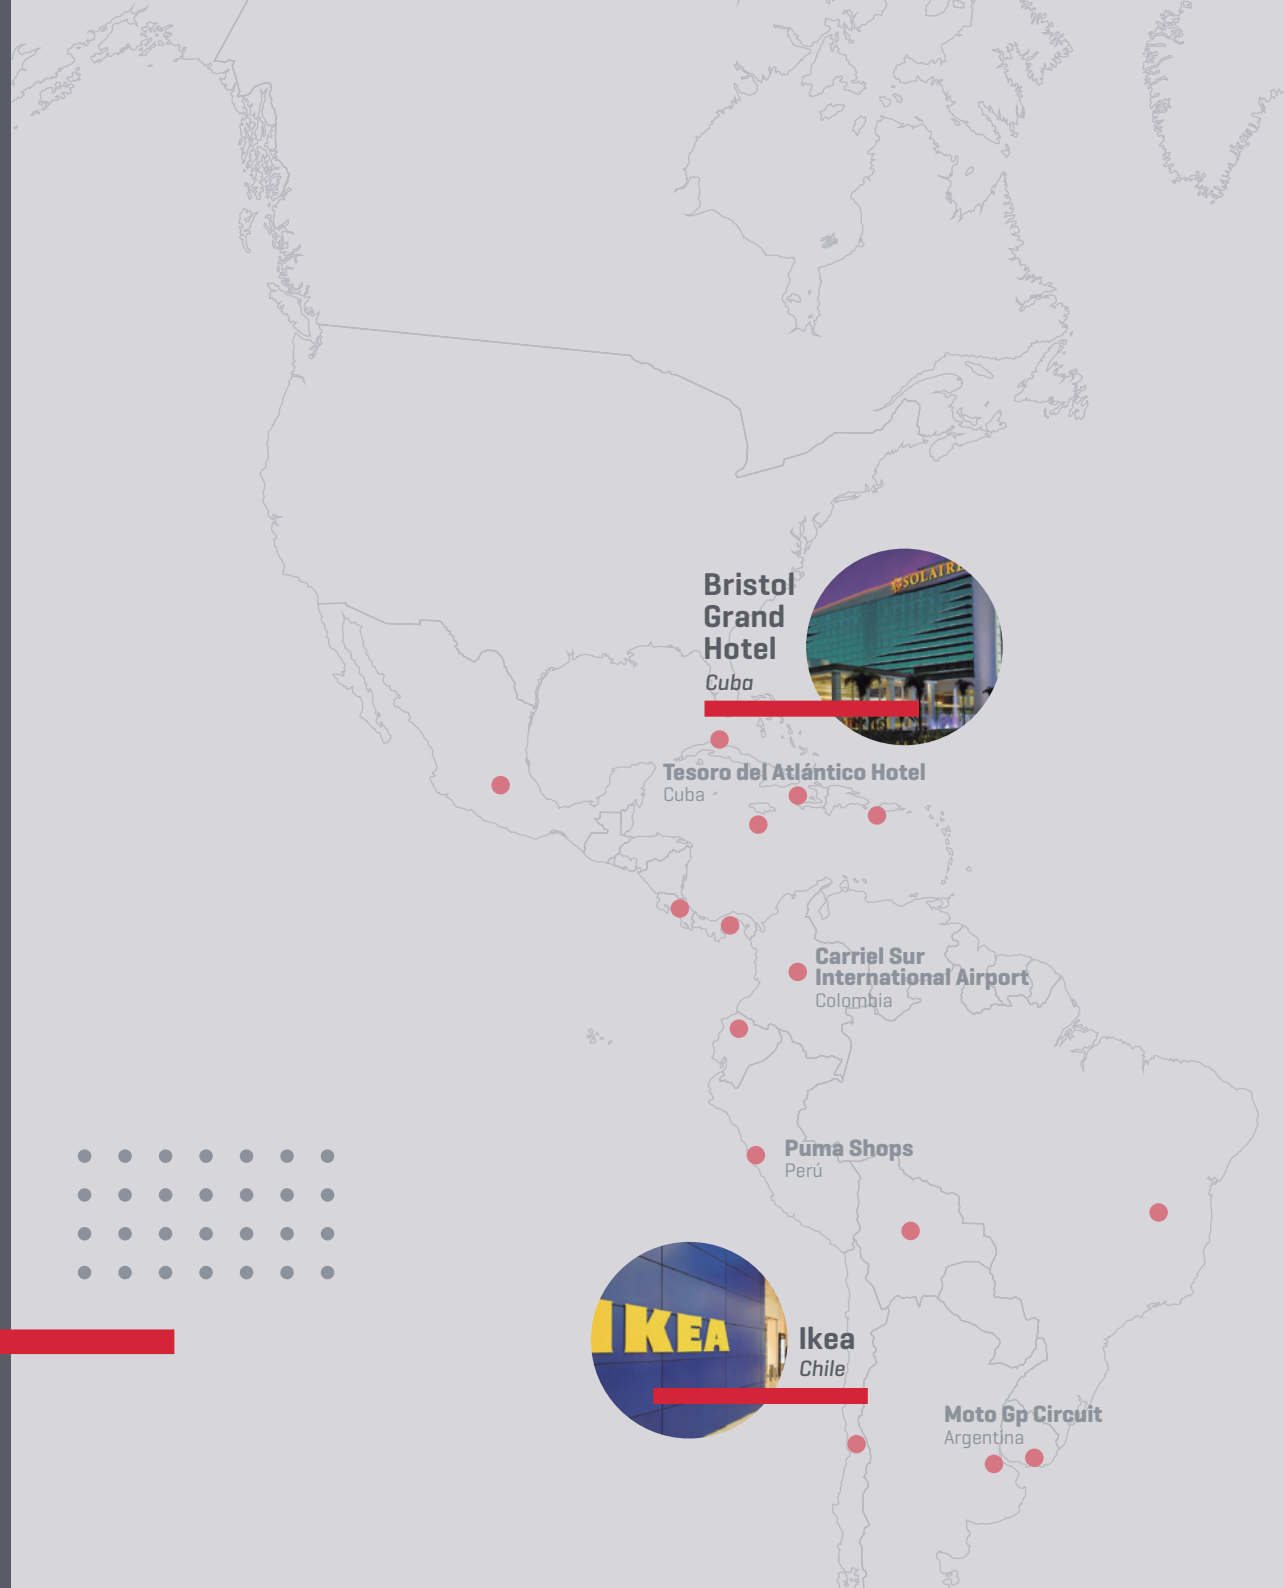 SOLAIRE
Bristol
Grand
Hotel
Cuba
Tesoro del Atlántico Hotel
Cuba
Carriel Sur
International Airport
Colombia
Puma Shops
Perú
IKEA
Ikea
Chile
Moto Gp Circuit
Argentina